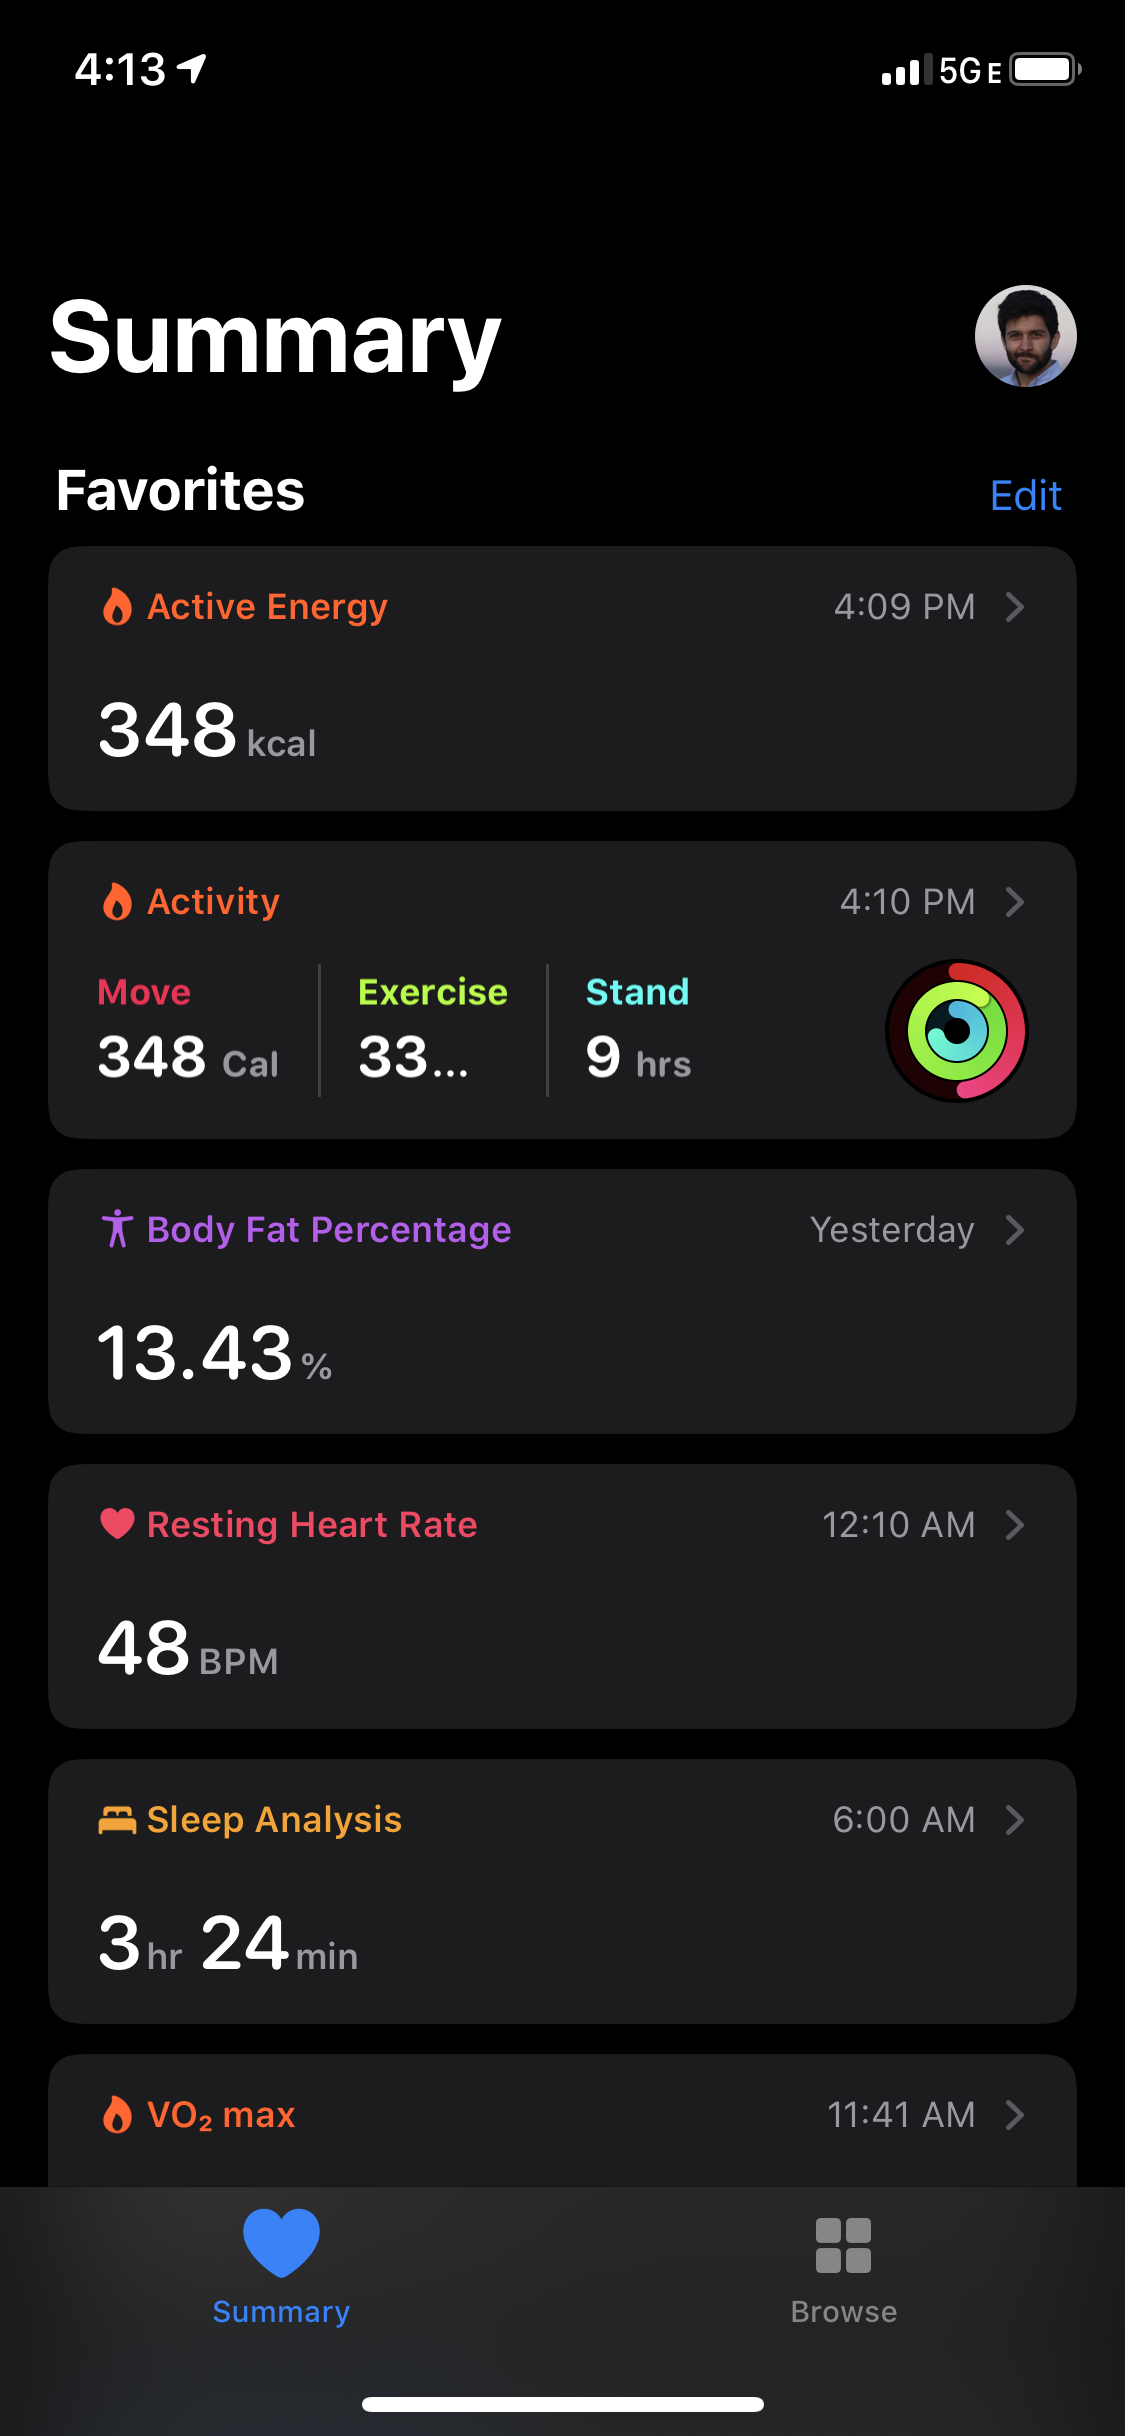 4:13
5G E
Summary
Favorites
Edit
Active Energy
4:09 PM
348 kcal
Activity
4:10 PM
Move
Exercise
Stand
348 Cal
33...
9 hrs
Body Fat Percentage
Yesterday
13.43 %
Resting Heart Rate
12:10 AM
48 BPM
Sleep Analysis
6:00 AM
3 hr 24 min
VO₂ max
11:41 AM
Summary
Browse